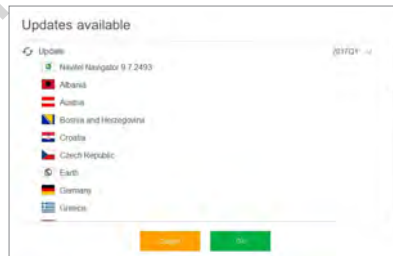 Updates available
Update
Navitel Navigator 9.7.2493
Albania
Austria
Bosnia and Herzegovina
Croatia
Czech Republic
Earth
Germany
Greece